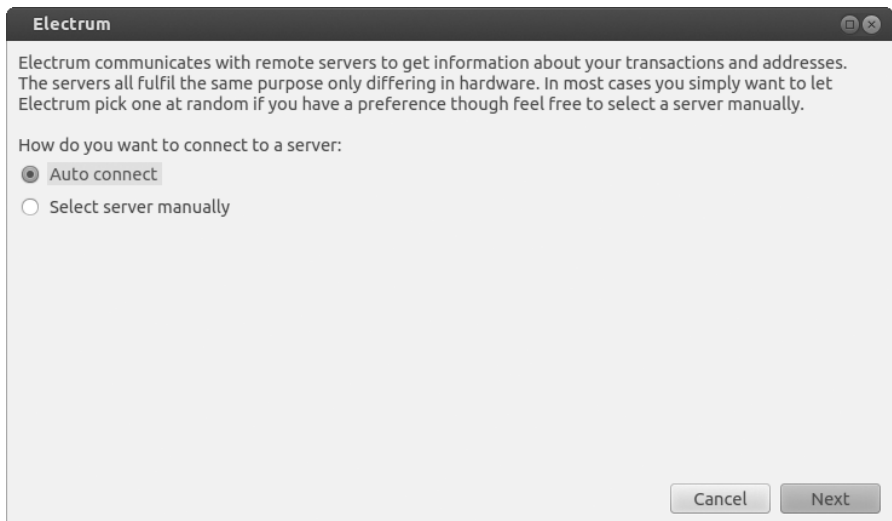 Electrum
Electrum communicates with remote servers to get information about your transactions and addresses.
The servers all fulfil the same purpose only differing in hardware. In most cases you simply want to let
Electrum pick one at random if you have a preference though feel free to select a server manually.
How do you want to connect to a server:
Auto connect
Select server manually
Cancel Next